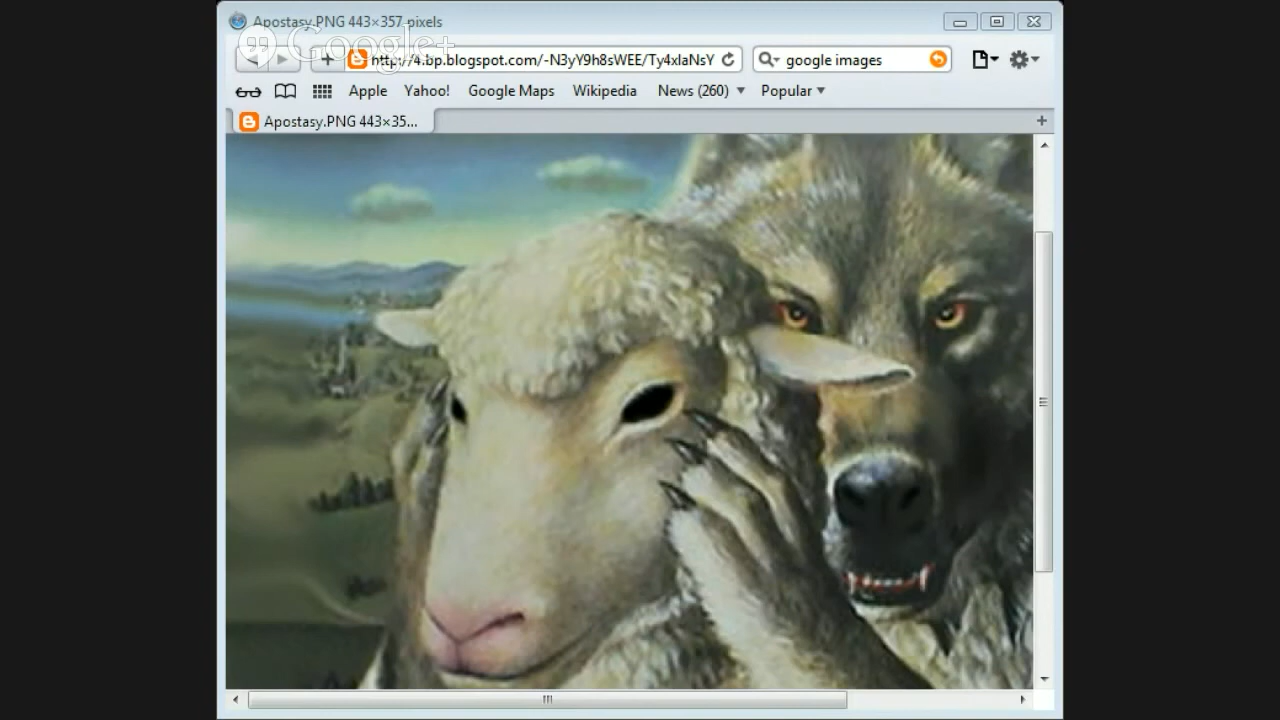 Apostasy.PNG 443×357 pixels
Google+
http://4.bp.blogspot.com/-N3yY9h8sWEE/Ty4xlaNsY
google images
Apple Yahoo! Google Maps Wikipedia News (260) Popular
Apostasy.PNG 443×35...